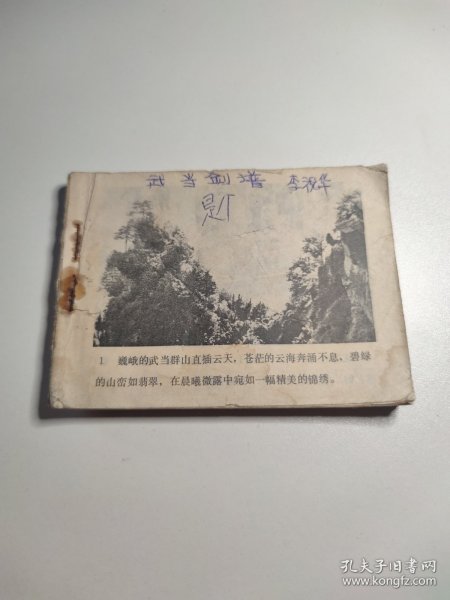 武当剑谱 李祝华
影
1 巍峨的武当群山直插云天，苍茫的云海奔涌不息，碧绿
的山峦如翡翠，在晨曦微露中宛如一幅精美的锦绣。
孔夫子旧书网
www.kongfz.com